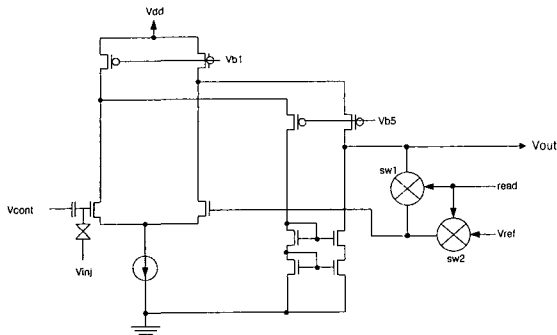 Vdd
Vb1
Vb5
Vout
sw1
read
Vcont
Vref
sw2
Vinj